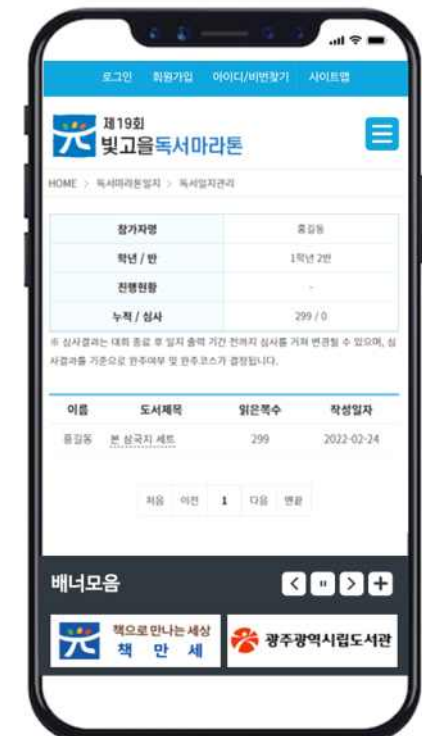 로그인 회원가입 아이디/비번찾기 사이트맵
제19회
빛고을독서마라톤
HOME > 독서마라톤일지 > 독서일지관리
참가자명 홍길동
학년 / 반 1학년 2반
진행현황 -
누적 / 심사 299 / 0
※ 심사결과는 대회 종료 후 일지 출력 기간 전까지 심사를 거쳐 변경될 수 있으며, 심
사결과를 기준으로 완주여부 및 완주코스가 결정됩니다.
이름 도서제목 읽은쪽수 작성일자
홍길동 본 삼국지 세트 299 2022-02-24
처음 이전 1 다음 맨끝
배너모음
책으로 만나는 세상
책 만 세
광주광역시립도서관